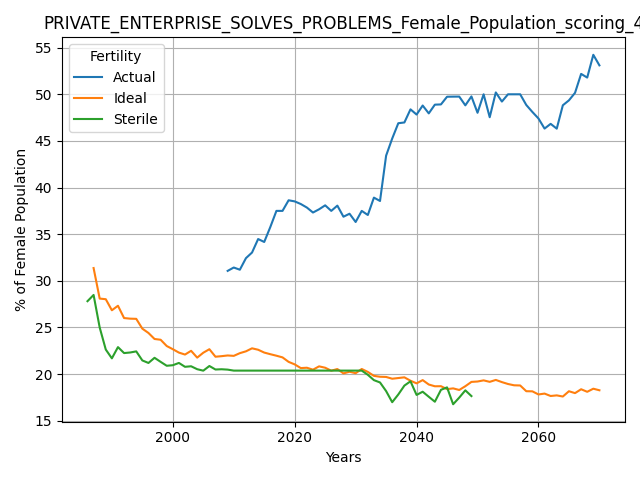 PRIVATE_ENTERPRISE_SOLVES_PROBLEMS_Female_Population_scoring_4
Fertility
Actual
Ideal
Sterile
% of Female Population
55
50
45
40
35
30
25
20
15
2000
2020
2040
2060
Years